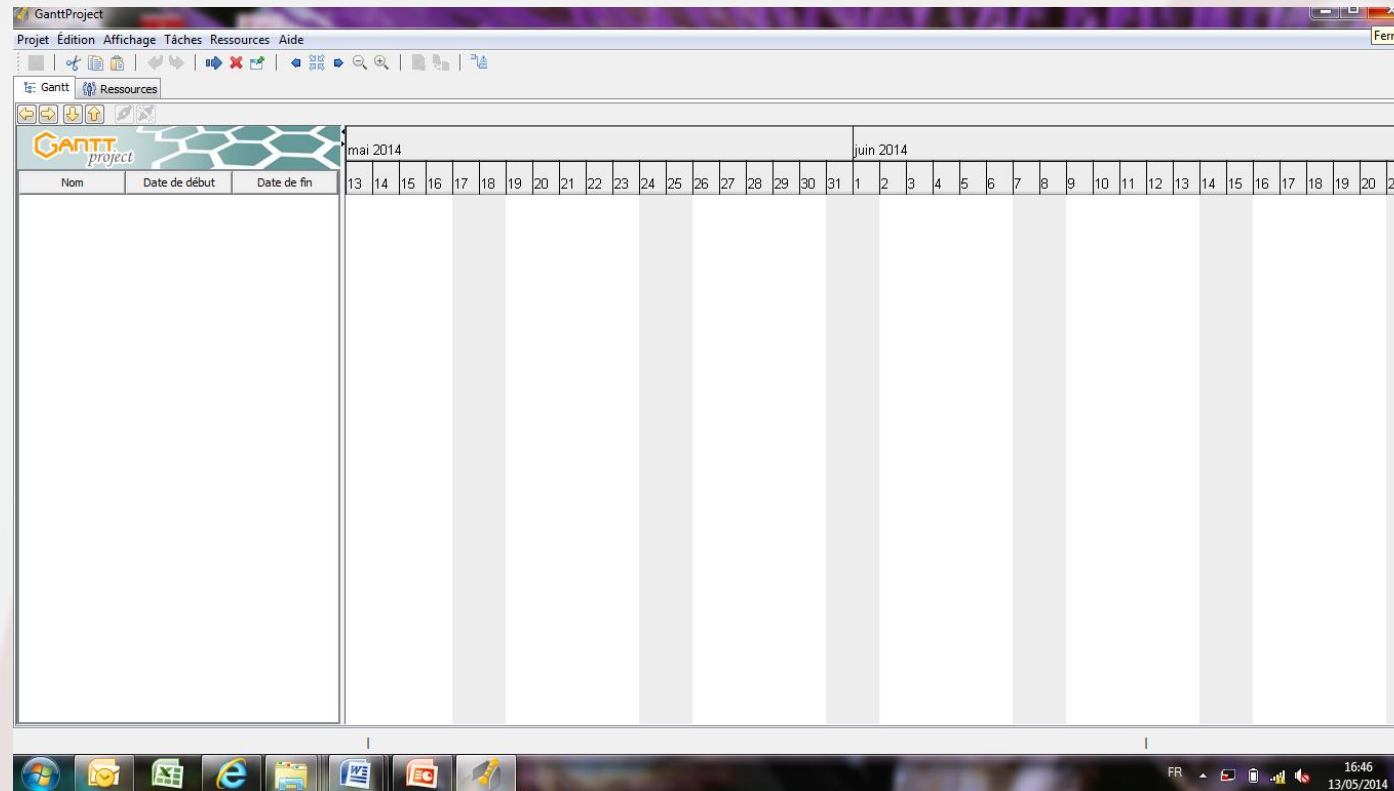 GanttProject
Projet Édition Affichage Tâches Ressources Aide
Ferr
Gantt Ressources
GANTT project
mai 2014 juin 2014
Nom Date de début Date de fin 13 14 15 16 17 18 19 20 21 22 23 24 25 26 27 28 29 30 31 1 2 3 4 5 6 7 8 9 10 11 12 13 14 15 16 17 18 19 20 2
FR 16:46
13/05/2014